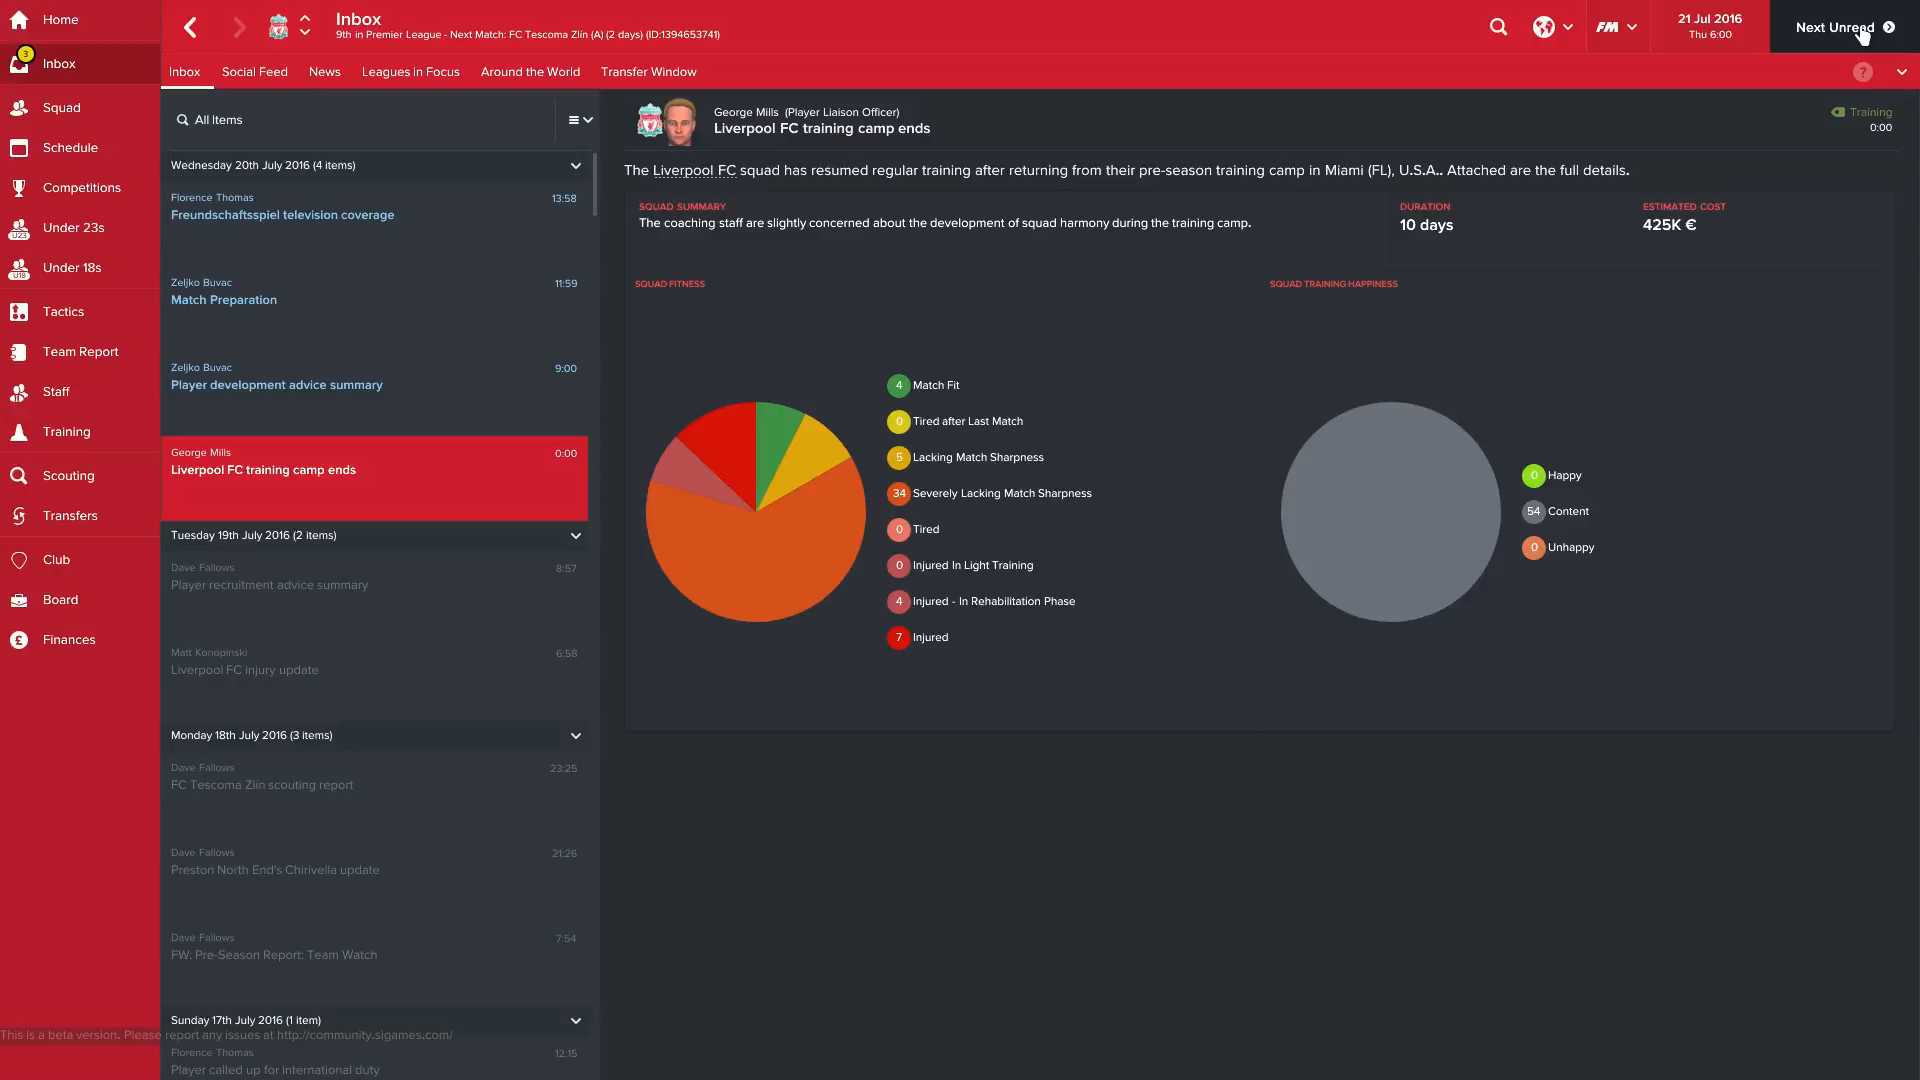 Home
3
Inbox
Squad
Schedule
Competitions
U23
Under 23s
U18
Under 18s
Tactics
Team Report
Staff
Training
Scouting
Transfers
Club
Board
£
Finances
Inbox
9th in Premier League - Next Match: FC Tescoma Zlín (A) (2 days) (ID:1394653741)
FM
21 Jul 2016
Thu 6:00
Next Unread
Inbox
Social Feed
News
Leagues in Focus
Around the World
Transfer Window
?
All Items
Wednesday 20th July 2016 (4 items)
Florence Thomas 13:58
Freundschaftsspiel television coverage
Zeljko Buvac 11:59
Match Preparation
Zeljko Buvac 9:00
Player development advice summary
George Mills 0:00
Liverpool FC training camp ends
Tuesday 19th July 2016 (2 items)
Dave Fallows 8:57
Player recruitment advice summary
Matt Konopinski 6:58
Liverpool FC injury update
Monday 18th July 2016 (3 items)
Dave Fallows 23:25
FC Tescoma Zlín scouting report
Dave Fallows 21:26
Preston North End's Chirivella update
Dave Fallows 7:54
FW: Pre-Season Report: Team Watch
Sunday 17th July 2016 (1 item)
This is a beta version. Please report any issues at http://community.sigames.com/
Florence Thomas 12:15
Player called up for international duty
George Mills (Player Liaison Officer)
Liverpool FC training camp ends
Training
0:00
The Liverpool FC squad has resumed regular training after returning from their pre-season training camp in Miami (FL), U.S.A.. Attached are the full details.
SQUAD SUMMARY
The coaching staff are slightly concerned about the development of squad harmony during the training camp.
DURATION
10 days
ESTIMATED COST
425K €
SQUAD FITNESS
4 Match Fit
0 Tired after Last Match
5 Lacking Match Sharpness
34 Severely Lacking Match Sharpness
0 Tired
0 Injured In Light Training
4 Injured - In Rehabilitation Phase
7 Injured
SQUAD TRAINING HAPPINESS
0 Happy
54 Content
0 Unhappy